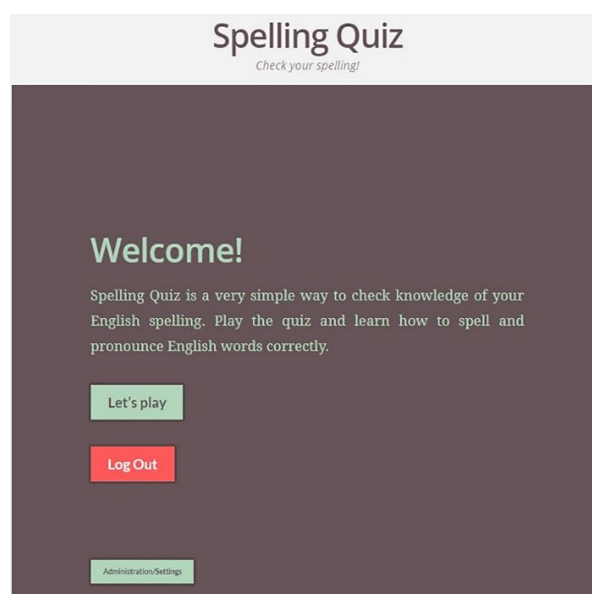 Spelling Quiz
Check your spelling!
Welcome!
Spelling Quiz is a very simple way to check knowledge of your
English spelling. Play the quiz and learn how to spell and
pronounce English words correctly.
Let's play
Log Out
Administration/Settings